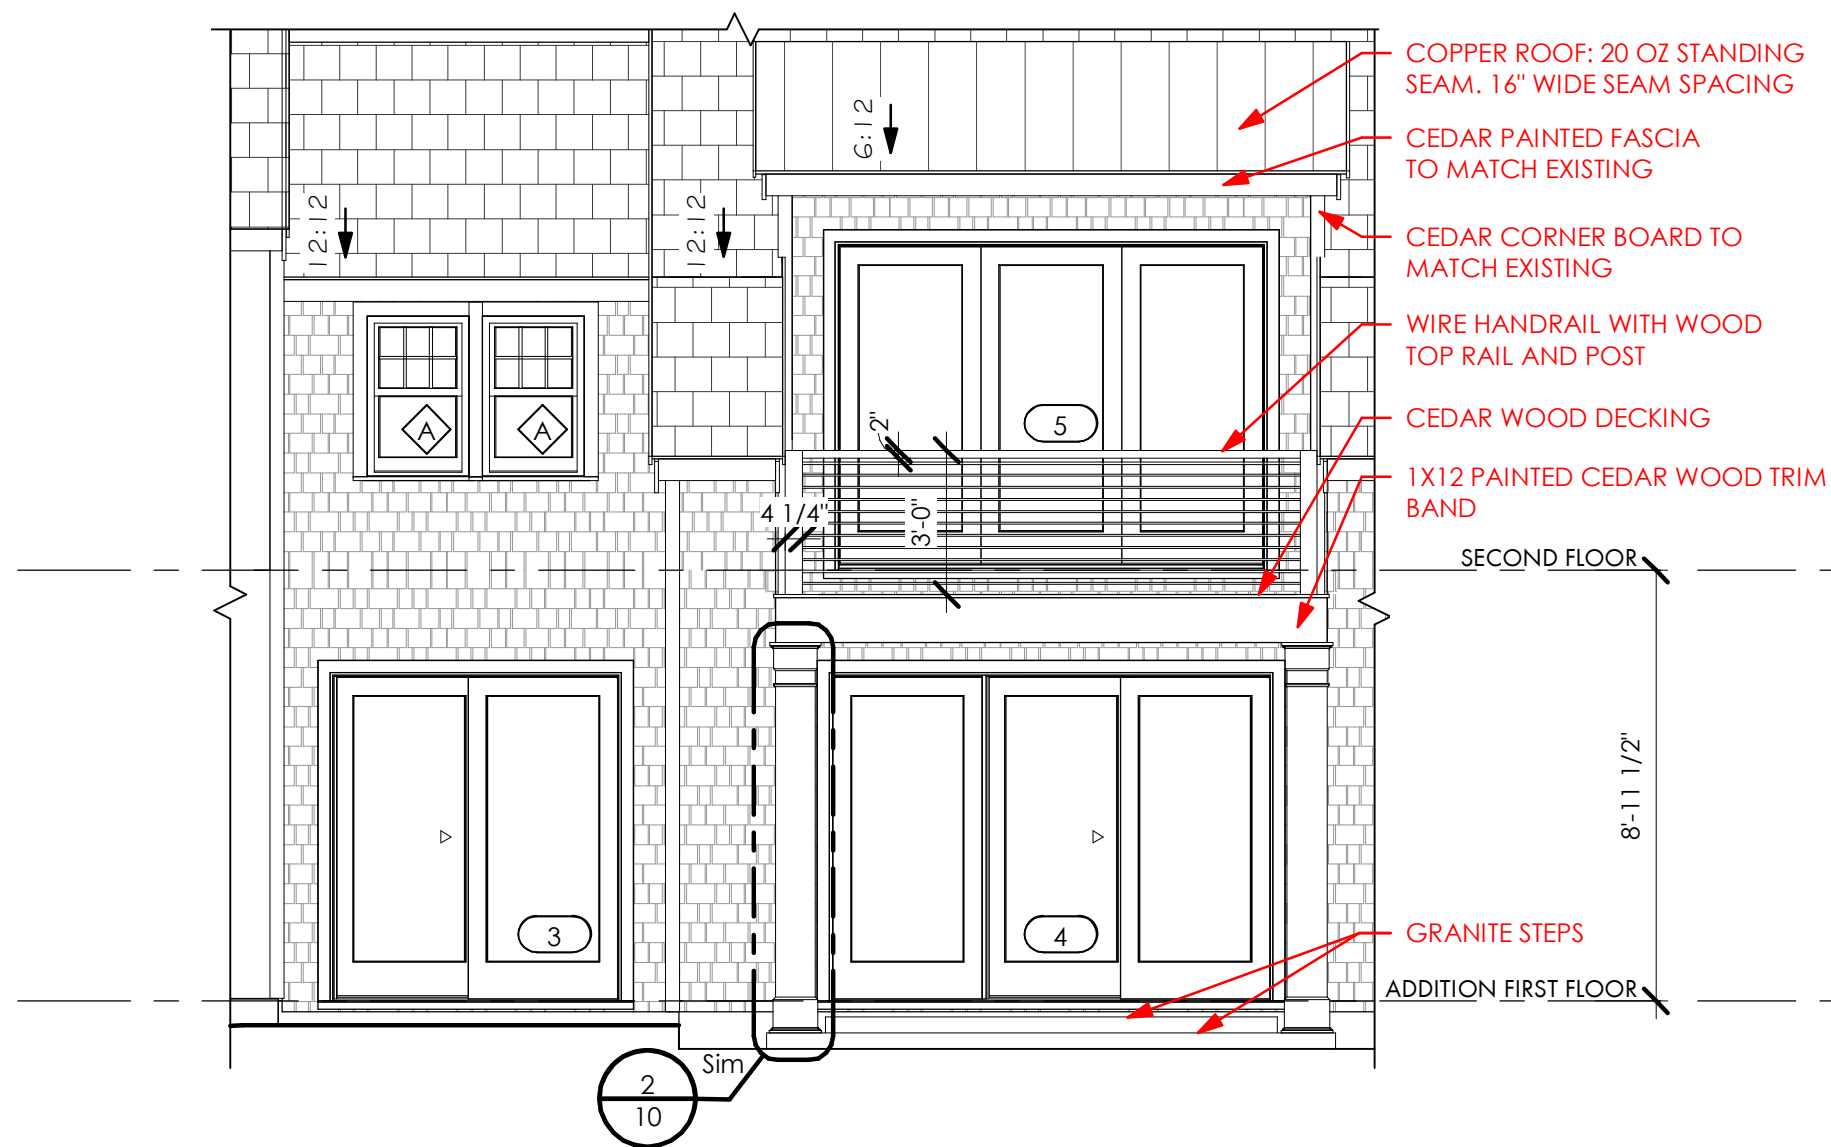 COPPER ROOF: 20 OZ STANDING
SEAM. 16" WIDE SEAM SPACING
6:12
CEDAR PAINTED FASCIA
TO MATCH EXISTING
12:12
12:12
CEDAR CORNER BOARD TO
MATCH EXISTING
WIRE HANDRAIL WITH WOOD
TOP RAIL AND POST
A
A
2"
5
CEDAR WOOD DECKING
4 1/4"
3'-0"
1X12 PAINTED CEDAR WOOD TRIM
BAND
SECOND FLOOR
8'-11 1/2"
3
4
GRANITE STEPS
ADDITION FIRST FLOOR
Sim
2
10